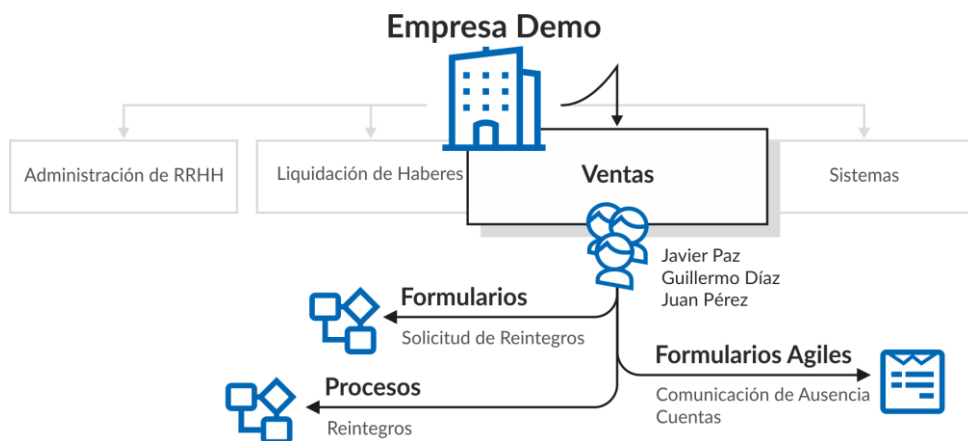 Empresa Demo
Administración de RRHH
Liquidación de Haberes
Ventas
Sistemas
Javier Paz
Guillermo Díaz
Juan Pérez
Formularios
Solicitud de Reintegros
Formularios Agiles
Comunicación de Ausencia
Cuentas
Procesos
Reintegros